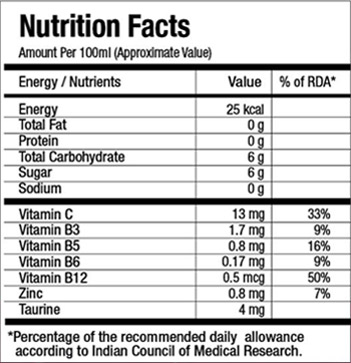 Nutrition Facts
Amount Per 100ml (Approximate Value)
Energy / Nutrients Value % of RDA*
Energy 25 kcal
Total Fat 0 g
Protein 0 g
Total Carbohydrate 6 g
Sugar 6 g
Sodium 0 g
Vitamin C 13 mg 33%
Vitamin B3 1.7 mg 9%
Vitamin B5 0.8 mg 16%
Vitamin B6 0.17 mg 9%
Vitamin B12 0.5 mcg 50%
Zinc 0.8 mg 7%
Taurine 4 mg
*Percentage of the recommended daily allowance
according to Indian Council of Medical Research.